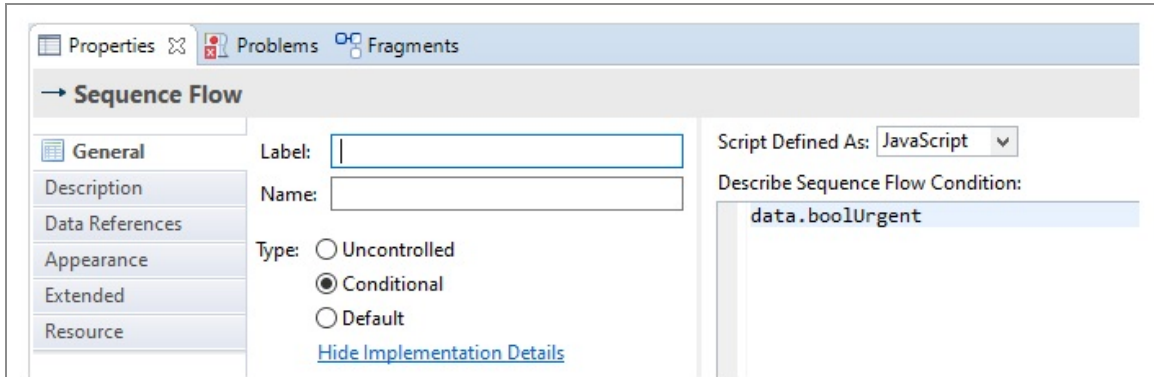 Properties Problems Fragments
Sequence Flow
General
Description
Data References
Appearance
Extended
Resource
Label:
Name:
Type: Uncontrolled
Conditional
Default
Hide Implementation Details
Script Defined As: JavaScript
Describe Sequence Flow Condition:
data.boolUrgent